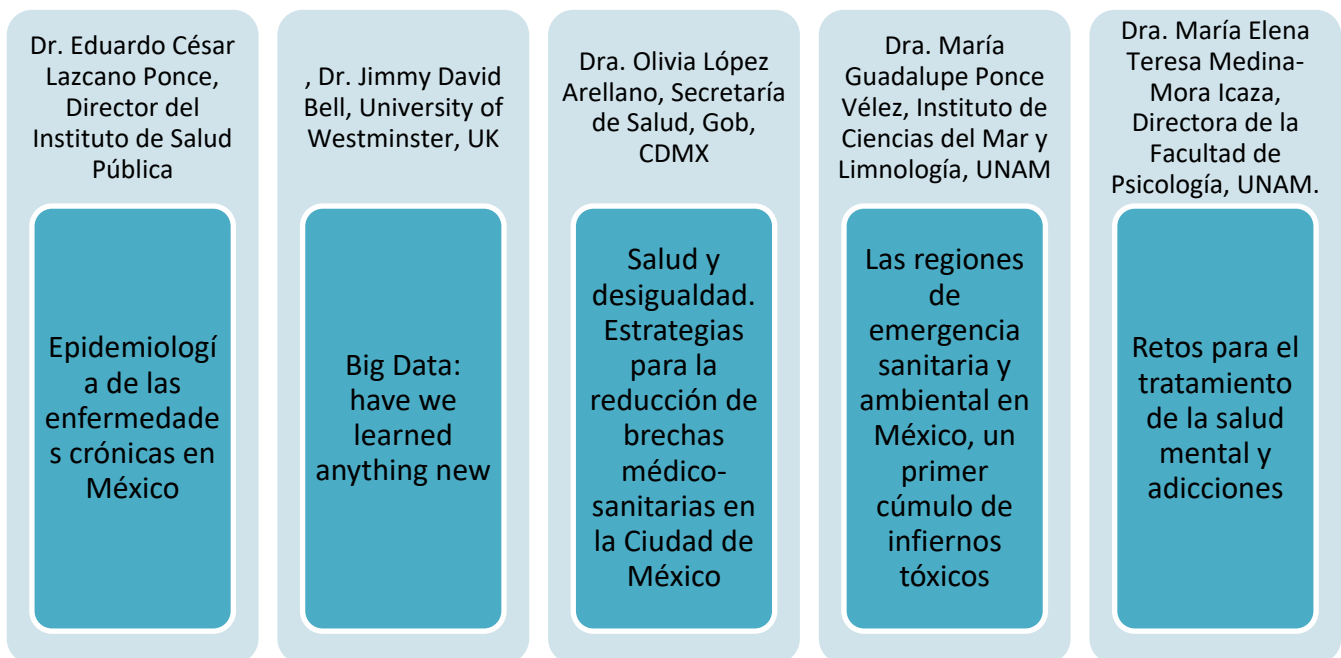 Dr. Eduardo César
Lazcano Ponce,
Director del
Instituto de Salud
Pública
Epidemiologí
a de las
enfermedade
s crónicas en
México
, Dr. Jimmy David
Bell, University of
Westminster, UK
Big Data:
have we
learned
anything new
Dra. Olivia López
Arellano, Secretaría
de Salud, Gob,
CDMX
Salud y
desigualdad.
Estrategias
para la
reducción de
brechas
médico-
sanitarias en
la Ciudad de
México
Dra. María
Guadalupe Ponce
Vélez, Instituto de
Ciencias del Mar y
Limnología, UNAM
Las regiones
de
emergencia
sanitaria y
ambiental en
México, un
primer
cúmulo de
infiernos
tóxicos
Dra. María Elena
Teresa Medina-
Mora Icaza,
Directora de la
Facultad de
Psicología, UNAM.
Retos para el
tratamiento
de la salud
mental y
adicciones